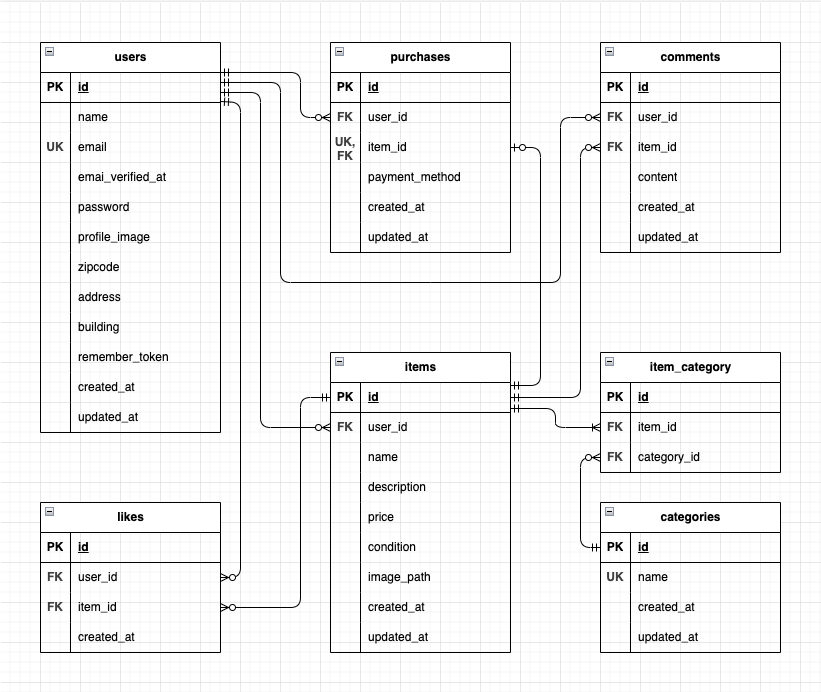 users
PK id
name
UK email
emai_verified_at
password
profile_image
zipcode
address
building
remember_token
created_at
updated_at
purchases
PK id
FK user_id
UK, FK item_id
payment_method
created_at
updated_at
comments
PK id
FK user_id
FK item_id
content
created_at
updated_at
items
PK id
FK user_id
name
description
price
condition
image_path
created_at
updated_at
item_category
PK id
FK item_id
FK category_id
likes
PK id
FK user_id
FK item_id
created_at
categories
PK id
UK name
created_at
updated_at